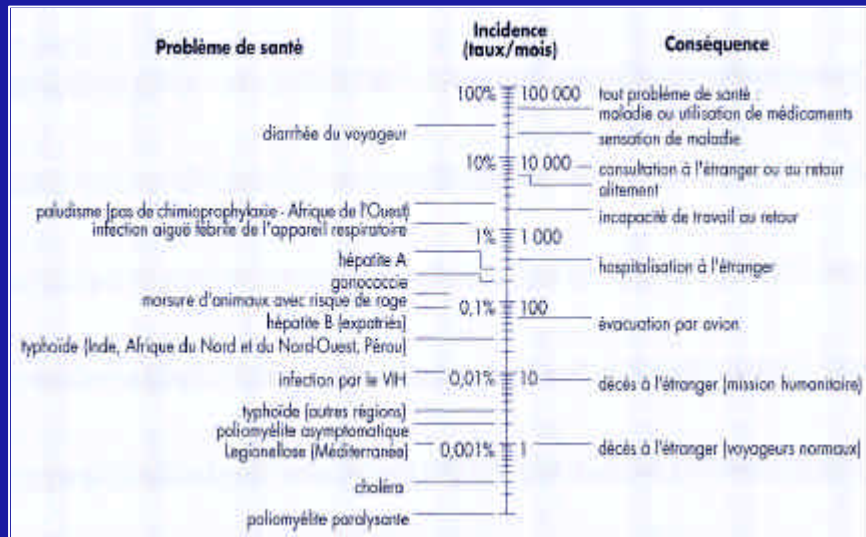 Problème de santé
Incidence
(taux/mois)
Conséquence
100% 100 000
tout problème de santé :
maladie ou utilisation de médicaments
diarrhée du voyageur
sensation de maladie
10% 10 000
consultation à l'étranger ou au retour
alitement
paludisme (pas de chimioprophylaxie - Afrique de l'Ouest)
incapacité de travail au retour
infection aiguë fébrile de l'appareil respiratoire
1% 1 000
hépatite A
hospitalisation à l'étranger
gonococcie
morsure d'animaux avec risque de rage
0,1% 100
hépatite B (expatriés)
évacuation par avion
typhoïde (Inde, Afrique du Nord et du Nord-Ouest, Pérou)
infection par le VIH
0,01% 10
décès à l'étranger (mission humanitaire)
typhoïde (autres régions)
poliomyélite asymptomatique
Legionellose (Méditerranée)
0,001% 1
décès à l'étranger (voyageurs normaux)
choléra
poliomyélite paralysante